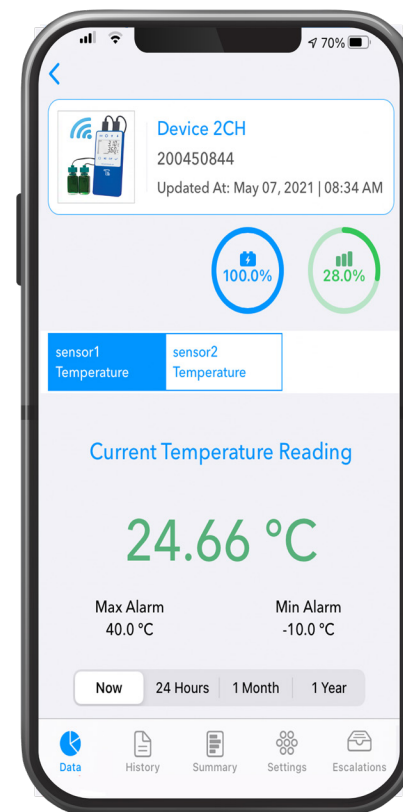 70%
Device 2CH
200450844
Updated At: May 07, 2021 | 08:34 AM
100.0%
28.0%
sensor1
Temperature
sensor2
Temperature
Current Temperature Reading
24.66 °C
Max Alarm
40.0 °C
Min Alarm
-10.0 °C
Now
24 Hours
1 Month
1 Year
Data
History
Summary
Settings
Escalations